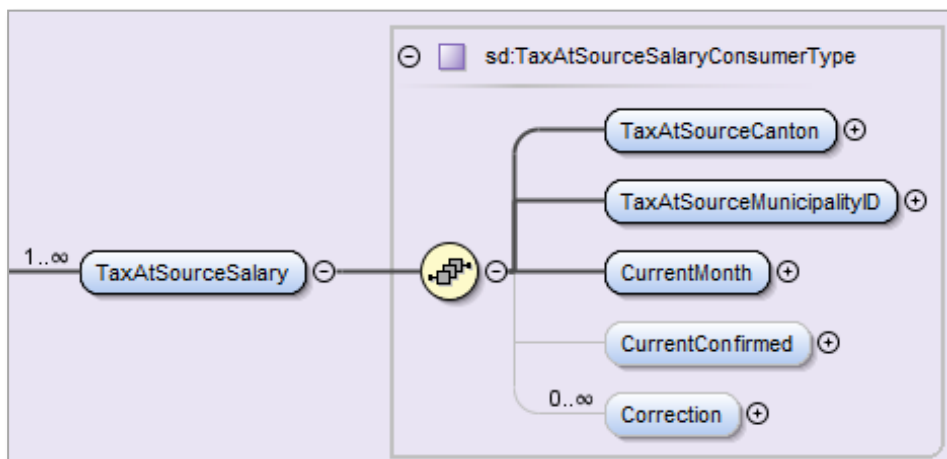 sd:TaxAtSourceSalaryConsumerType
TaxAtSourceCanton
TaxAtSourceMunicipalityID
1..∞
TaxAtSourceSalary
CurrentMonth
CurrentConfirmed
0..∞
Correction